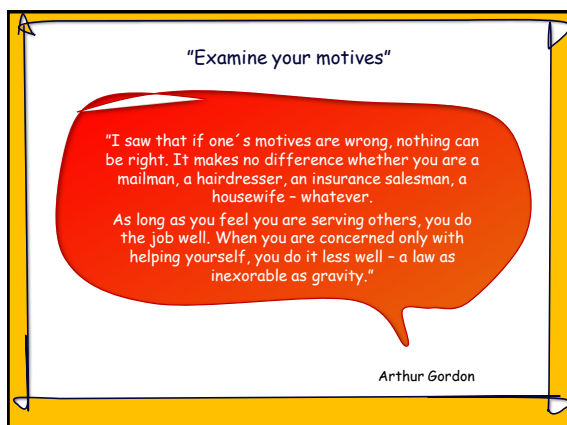 "Examine your motives"
"I saw that if one´s motives are wrong, nothing can
be right. It makes no difference whether you are a
mailman, a hairdresser, an insurance salesman, a
housewife – whatever.
As long as you feel you are serving others, you do
the job well. When you are concerned only with
helping yourself, you do it less well – a law as
inexorable as gravity."
Arthur Gordon